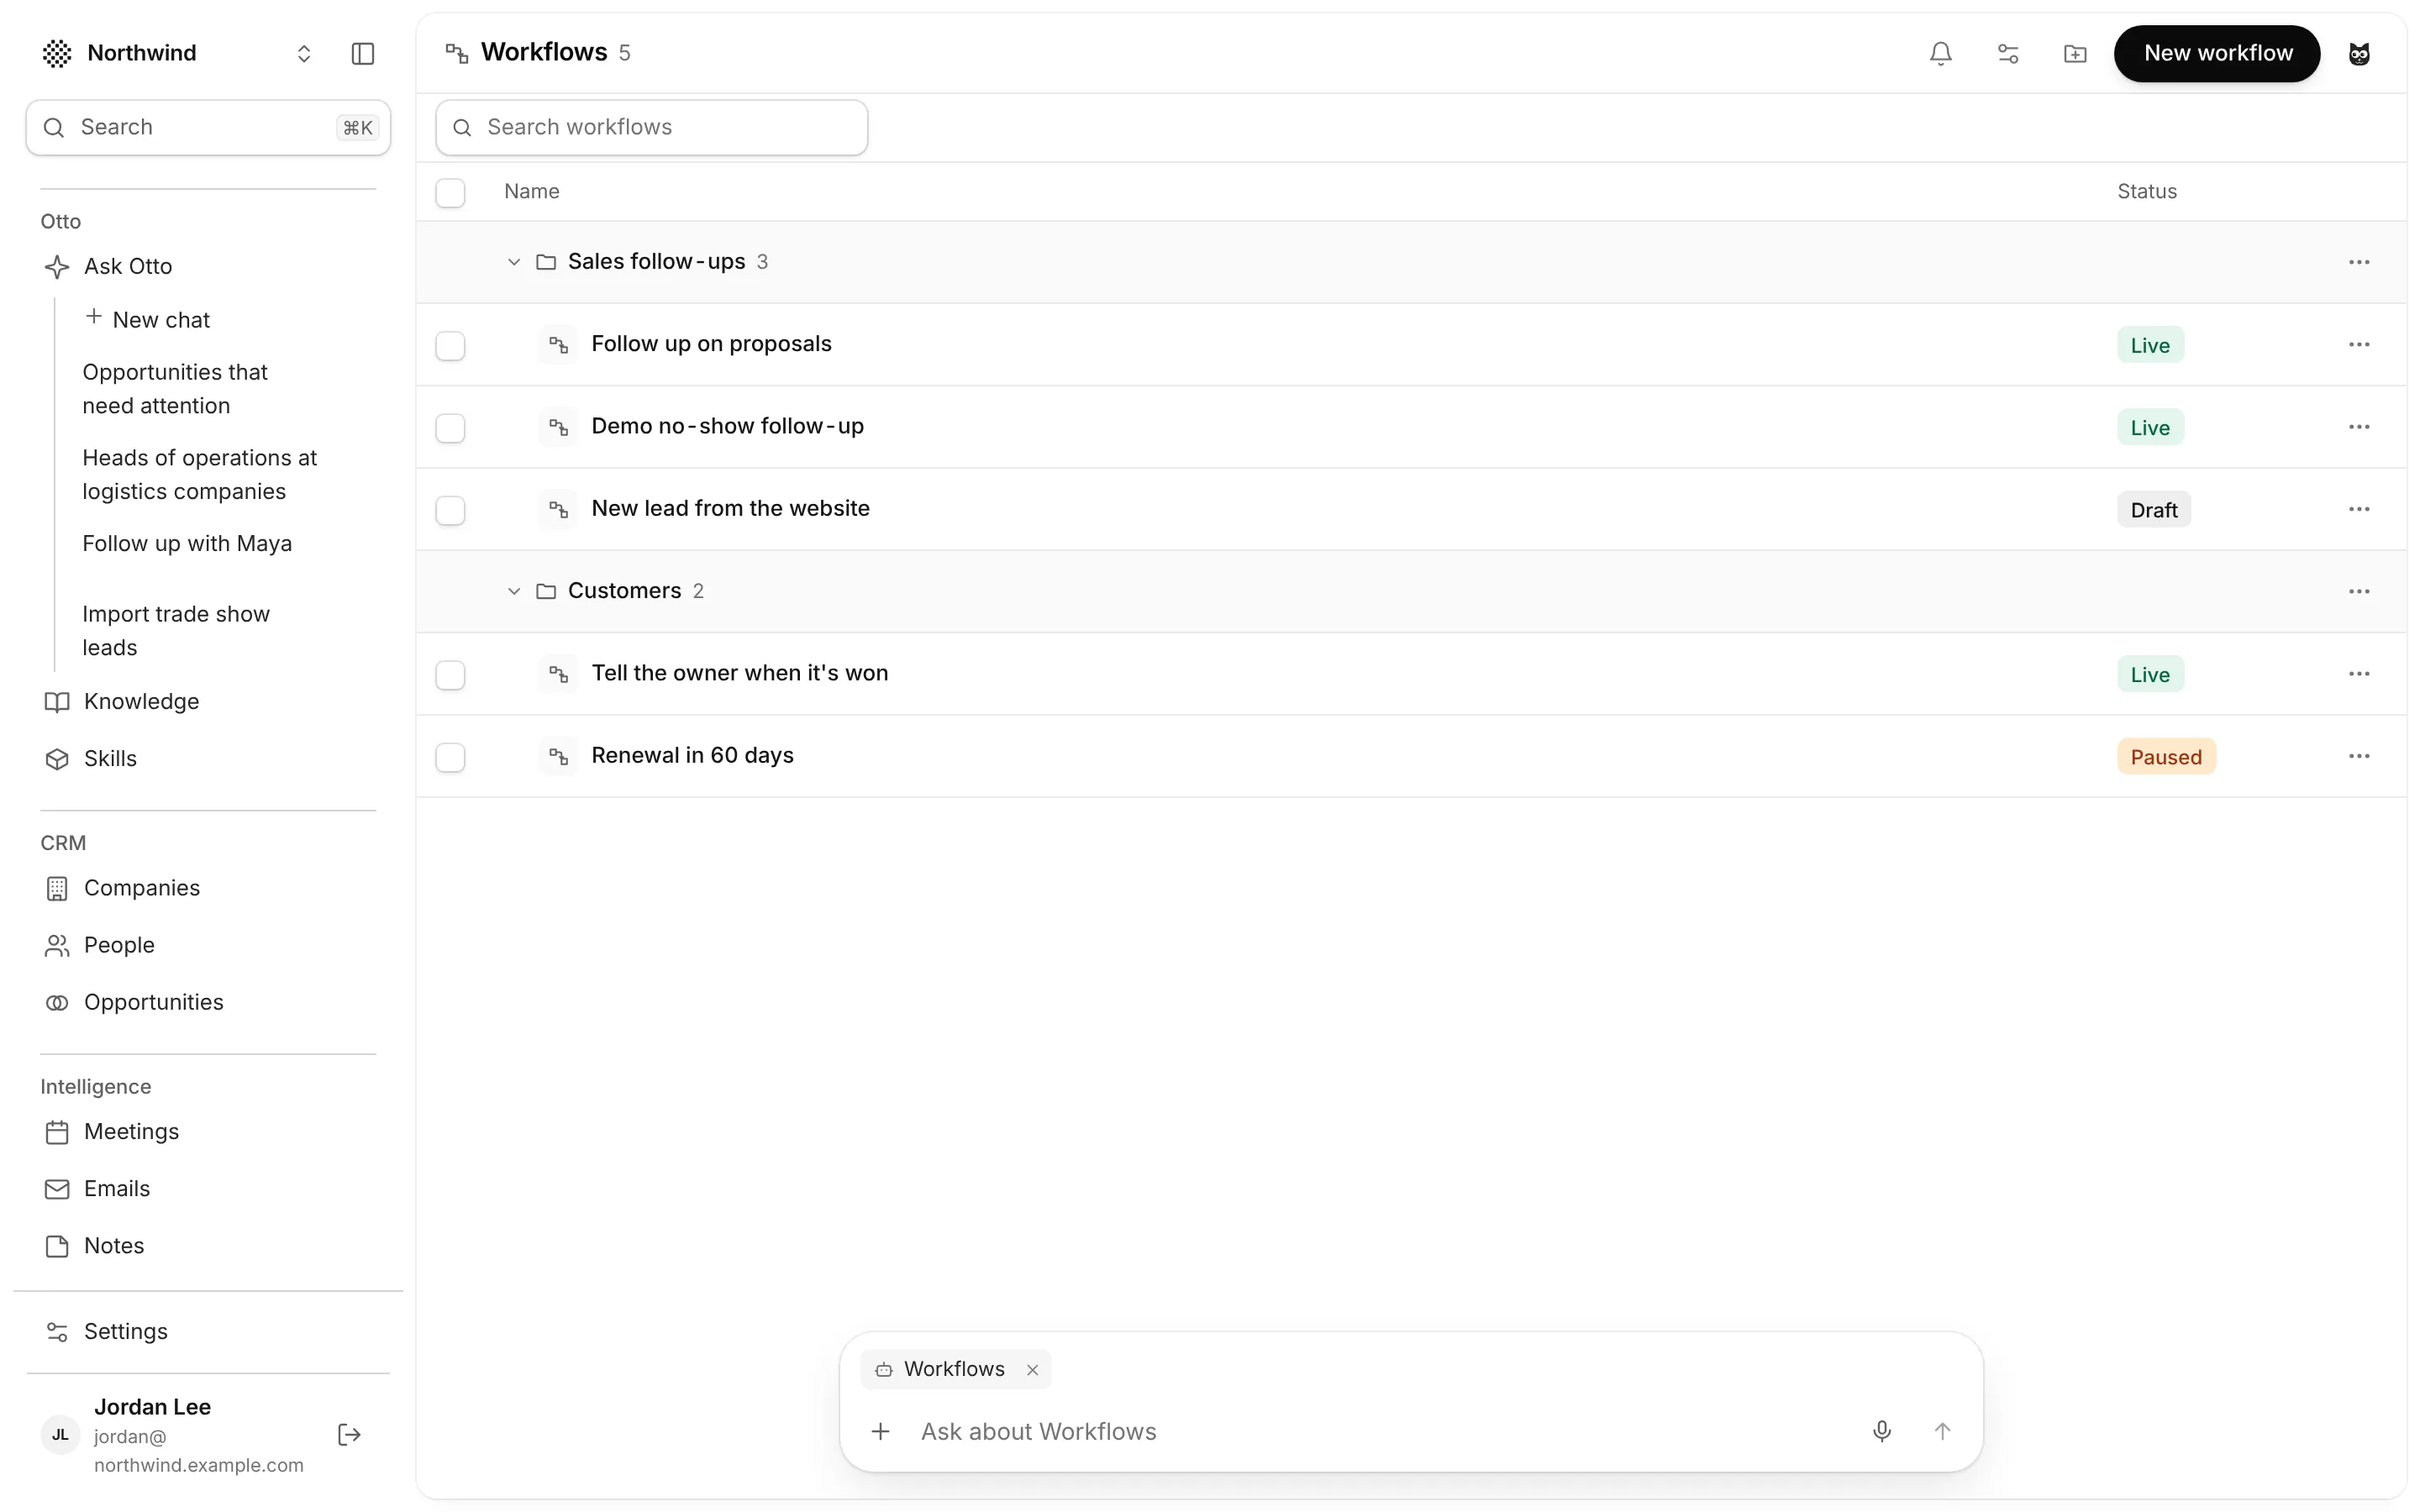 Northwind
Search
⌘K
Otto
Ask Otto
New chat
Opportunities that
need attention
Heads of operations at
logistics companies
Follow up with Maya
Import trade show
leads
Knowledge
Skills
CRM
Companies
People
Opportunities
Intelligence
Meetings
Emails
Notes
Settings
JL
Jordan Lee
jordan@
northwind.example.com
Workflows 5
New workflow
Search workflows
Name Status
Sales follow-ups 3
Follow up on proposals Live
Demo no-show follow-up Live
New lead from the website Draft
Customers 2
Tell the owner when it's won Live
Renewal in 60 days Paused
Workflows
Ask about Workflows